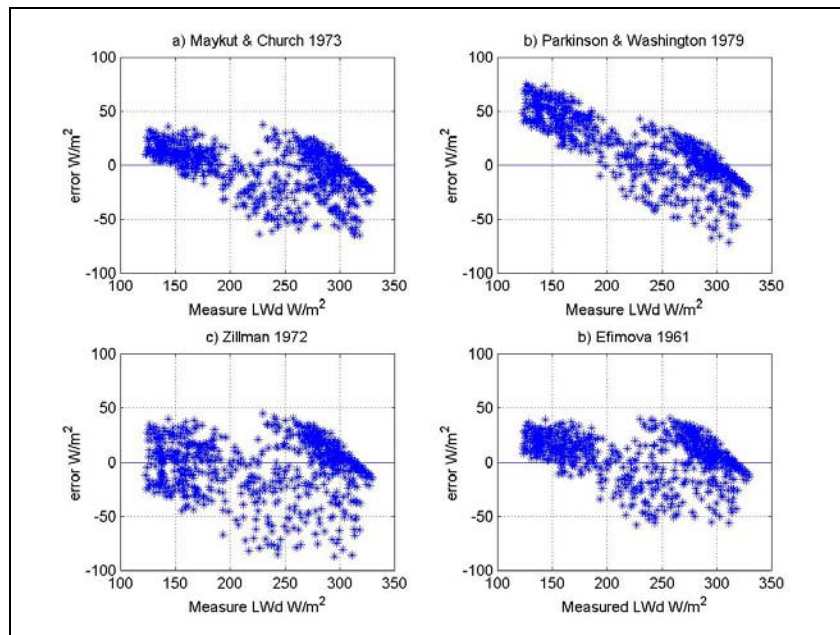 a) Maykut & Church 1973
100
50
0
-50
-100
error W/m²
100 150 200 250 300 350
Measure LWd W/m²
b) Parkinson & Washington 1979
100
50
0
-50
-100
error W/m²
100 150 200 250 300 350
Measure LWd W/m²
c) Zillman 1972
100
50
0
-50
-100
error W/m²
100 150 200 250 300 350
Measure LWd W/m²
b) Efimova 1961
100
50
0
-50
-100
error W/m²
100 150 200 250 300 350
Measured LWd W/m²